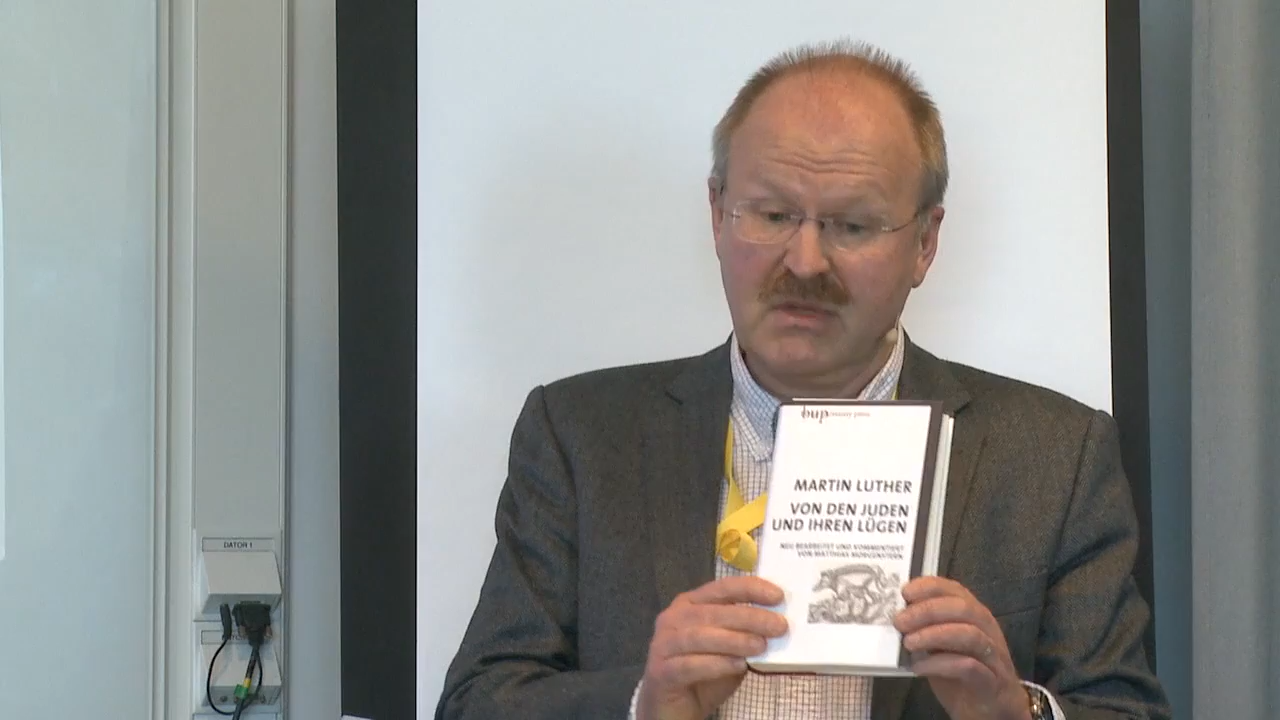 DATOR 1
bup
MARTIN LUTHER
VON DEN JUDEN
UND IHREN LÜGEN
NEU BEARBEITET UND KOMMENTIERT
VON MATTHIAS MORGENSTERN